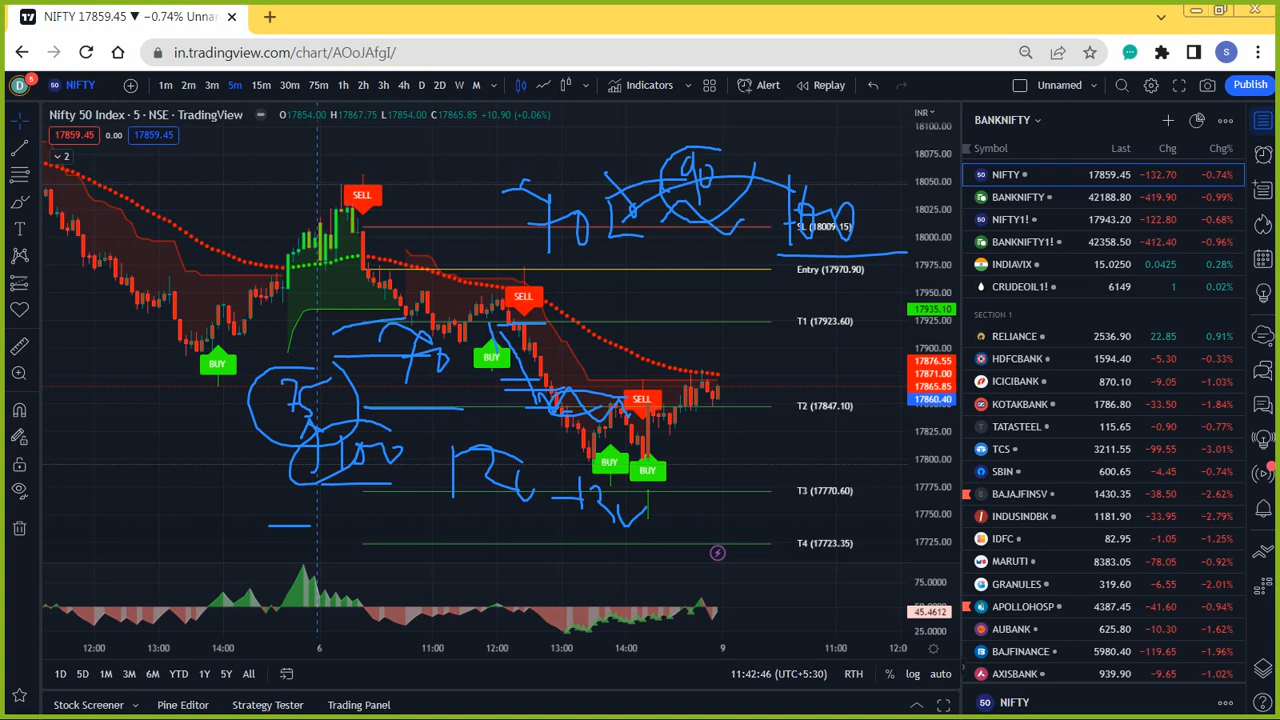 NIFTY 17859.45 ▼ −0.74% Unna
in.tradingview.com/chart/AOoJAfgI/
S
D 5 50 NIFTY 1m 2m 3m 5m 15m 30m 75m 1h 2h 3h 4h D 2D W M Indicators Alert Replay Unnamed Publish
Nifty 50 Index · 5 · NSE · TradingView O17854.00 H17867.75 L17854.00 C17865.85 +10.90 (+0.06%)
17859.45 0.00 17859.45
2
INR
18100.00
18075.00
18050.00
18025.00
18000.00
17975.00
17950.00
17935.10
17925.00
17900.00
17876.55
17871.00
17865.85
17860.40
17825.00
17800.00
17775.00
17750.00
17725.00
75.0000
45.4612
25.0000
SELL
SELL
SELL
BUY
BUY
BUY
BUY
SL (18009.15)
Entry (17970.90)
T1 (17923.60)
T2 (17847.10)
T3 (17770.60)
T4 (17723.35)
12:00 13:00 14:00 6 11:00 12:00 13:00 14:00 9 11:00 12:0
1D 5D 1M 3M 6M YTD 1Y 5Y All 11:42:46 (UTC+5:30) RTH % log auto
Stock Screener Pine Editor Strategy Tester Trading Panel
BANKNIFTY
Symbol Last Chg Chg%
50 NIFTY 17859.45 −132.70 −0.74%
BANKNIFTY 42188.80 −419.90 −0.99%
50 NIFTY1! 17943.20 −122.80 −0.68%
BANKNIFTY1! 42358.50 −412.40 −0.96%
INDIAVIX 15.0250 0.0425 0.28%
CRUDEOIL1! 6149 1 0.02%
SECTION 1
RELIANCE 2536.90 22.85 0.91%
HDFCBANK 1594.40 −5.30 −0.33%
ICICIBANK 870.10 −9.05 −1.03%
KOTAKBANK 1786.80 −33.50 −1.84%
TATASTEEL 115.65 −0.90 −0.77%
TCS 3211.55 −99.55 −3.01%
SBIN 600.65 −4.45 −0.74%
BAJAJFINSV 1430.35 −38.50 −2.62%
INDUSINDBK 1181.90 −33.95 −2.79%
IDFC 82.95 −1.05 −1.25%
MARUTI 8383.05 −78.05 −0.92%
GRANULES 319.60 −6.55 −2.01%
APOLLOHOSP 4387.45 −41.60 −0.94%
AUBANK 625.80 −10.30 −1.62%
BAJFINANCE 5980.40 −119.65 −1.96%
AXISBANK 939.90 −9.65 −1.02%
50 NIFTY